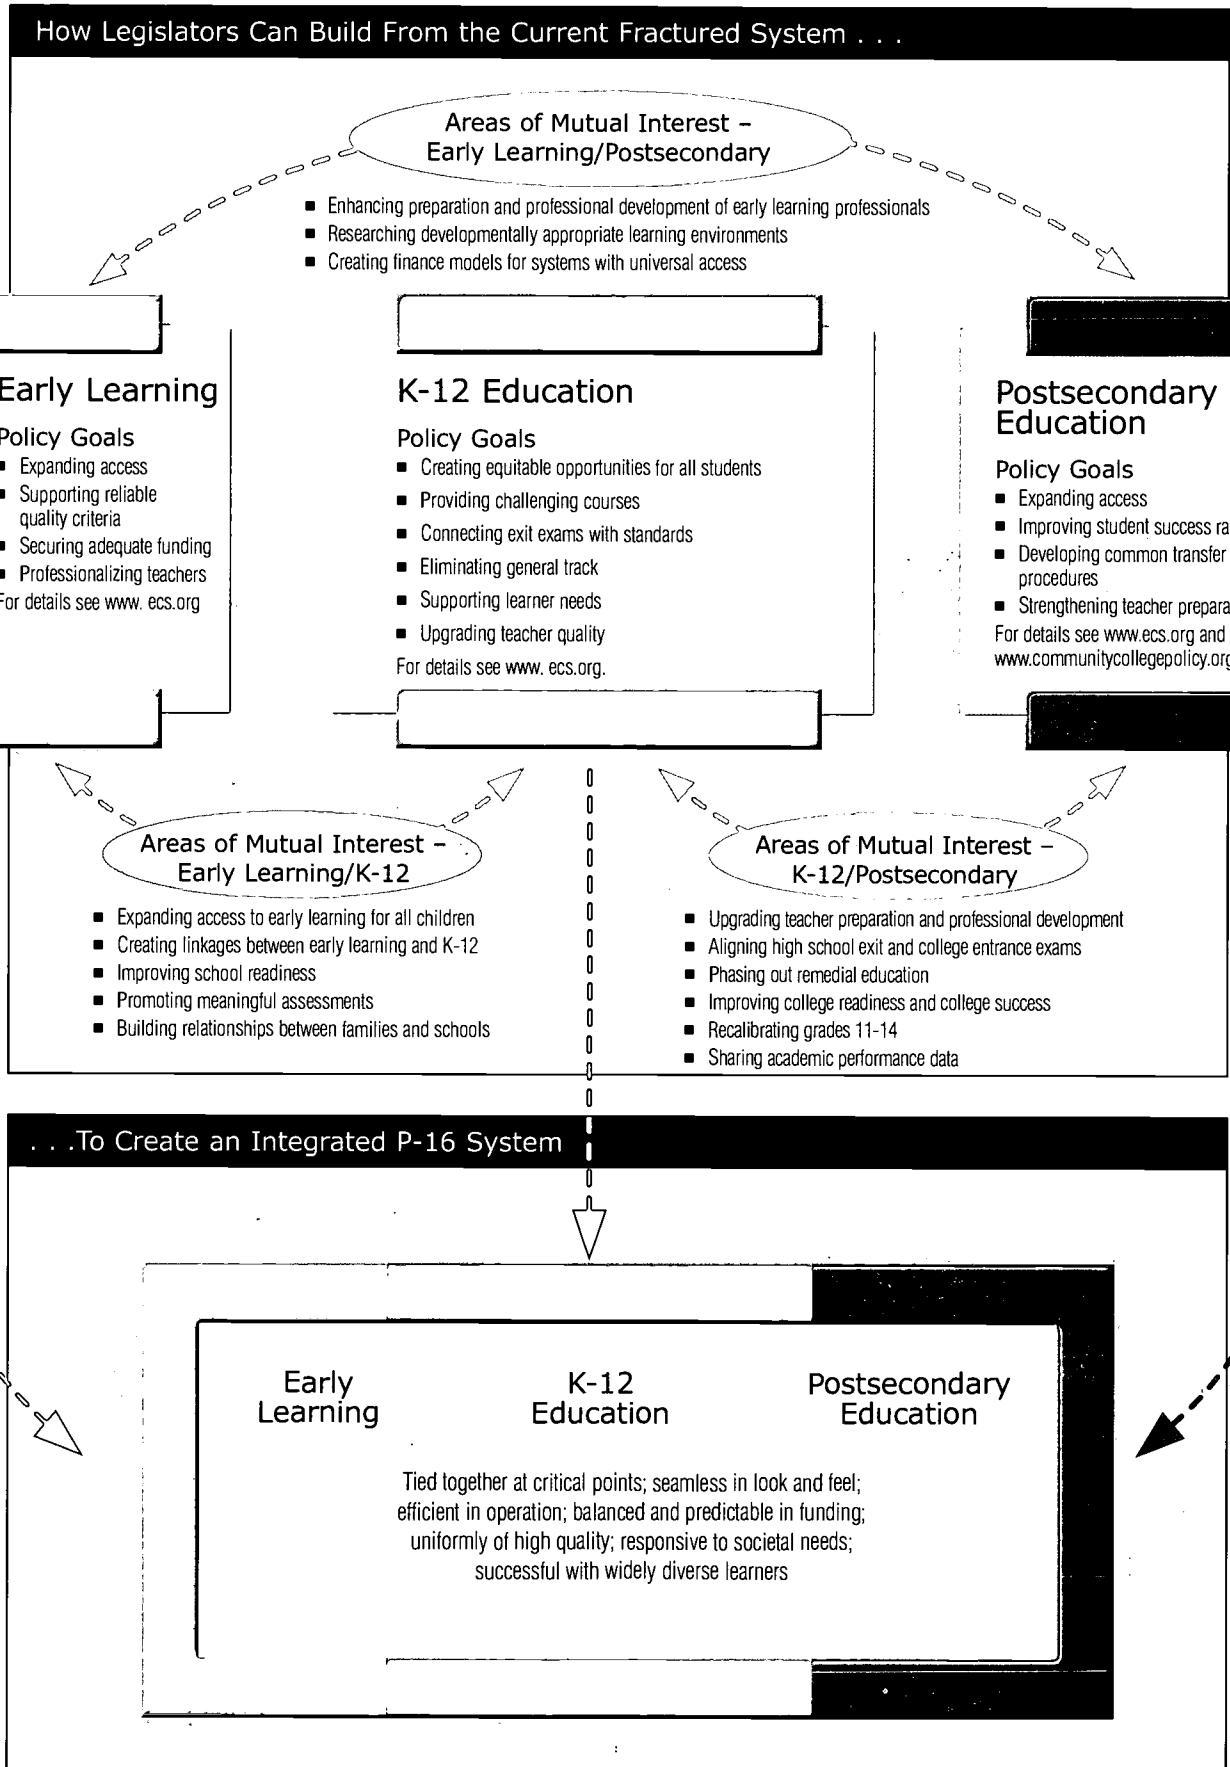 How Legislators Can Build From the Current Fractured System . . .
Areas of Mutual Interest –
Early Learning/Postsecondary
■ Enhancing preparation and professional development of early learning professionals
■ Researching developmentally appropriate learning environments
■ Creating finance models for systems with universal access
Early Learning
Policy Goals
■ Expanding access
■ Supporting reliable
quality criteria
■ Securing adequate funding
■ Professionalizing teachers
For details see www. ecs.org
K-12 Education
Policy Goals
■ Creating equitable opportunities for all students
■ Providing challenging courses
■ Connecting exit exams with standards
■ Eliminating general track
■ Supporting learner needs
■ Upgrading teacher quality
For details see www. ecs.org.
Postsecondary
Education
Policy Goals
■ Expanding access
■ Improving student success
■ Developing common transfer
procedures
■ Strengthening teacher
For details see www.ecs.org and
www.communitycollegepolicy.org
Areas of Mutual Interest –
Early Learning/K-12
■ Expanding access to early learning for all children
■ Creating linkages between early learning and K-12
■ Improving school readiness
■ Promoting meaningful assessments
■ Building relationships between families and schools
Areas of Mutual Interest –
K-12/Postsecondary
■ Upgrading teacher preparation and professional development
■ Aligning high school exit and college entrance exams
■ Phasing out remedial education
■ Improving college readiness and college success
■ Recalibrating grades 11-14
■ Sharing academic performance data
. . .To Create an Integrated P-16 System
Early
Learning
K-12
Education
Postsecondary
Education
Tied together at critical points; seamless in look and feel;
efficient in operation; balanced and predictable in funding;
uniformly of high quality; responsive to societal needs;
successful with widely diverse learners